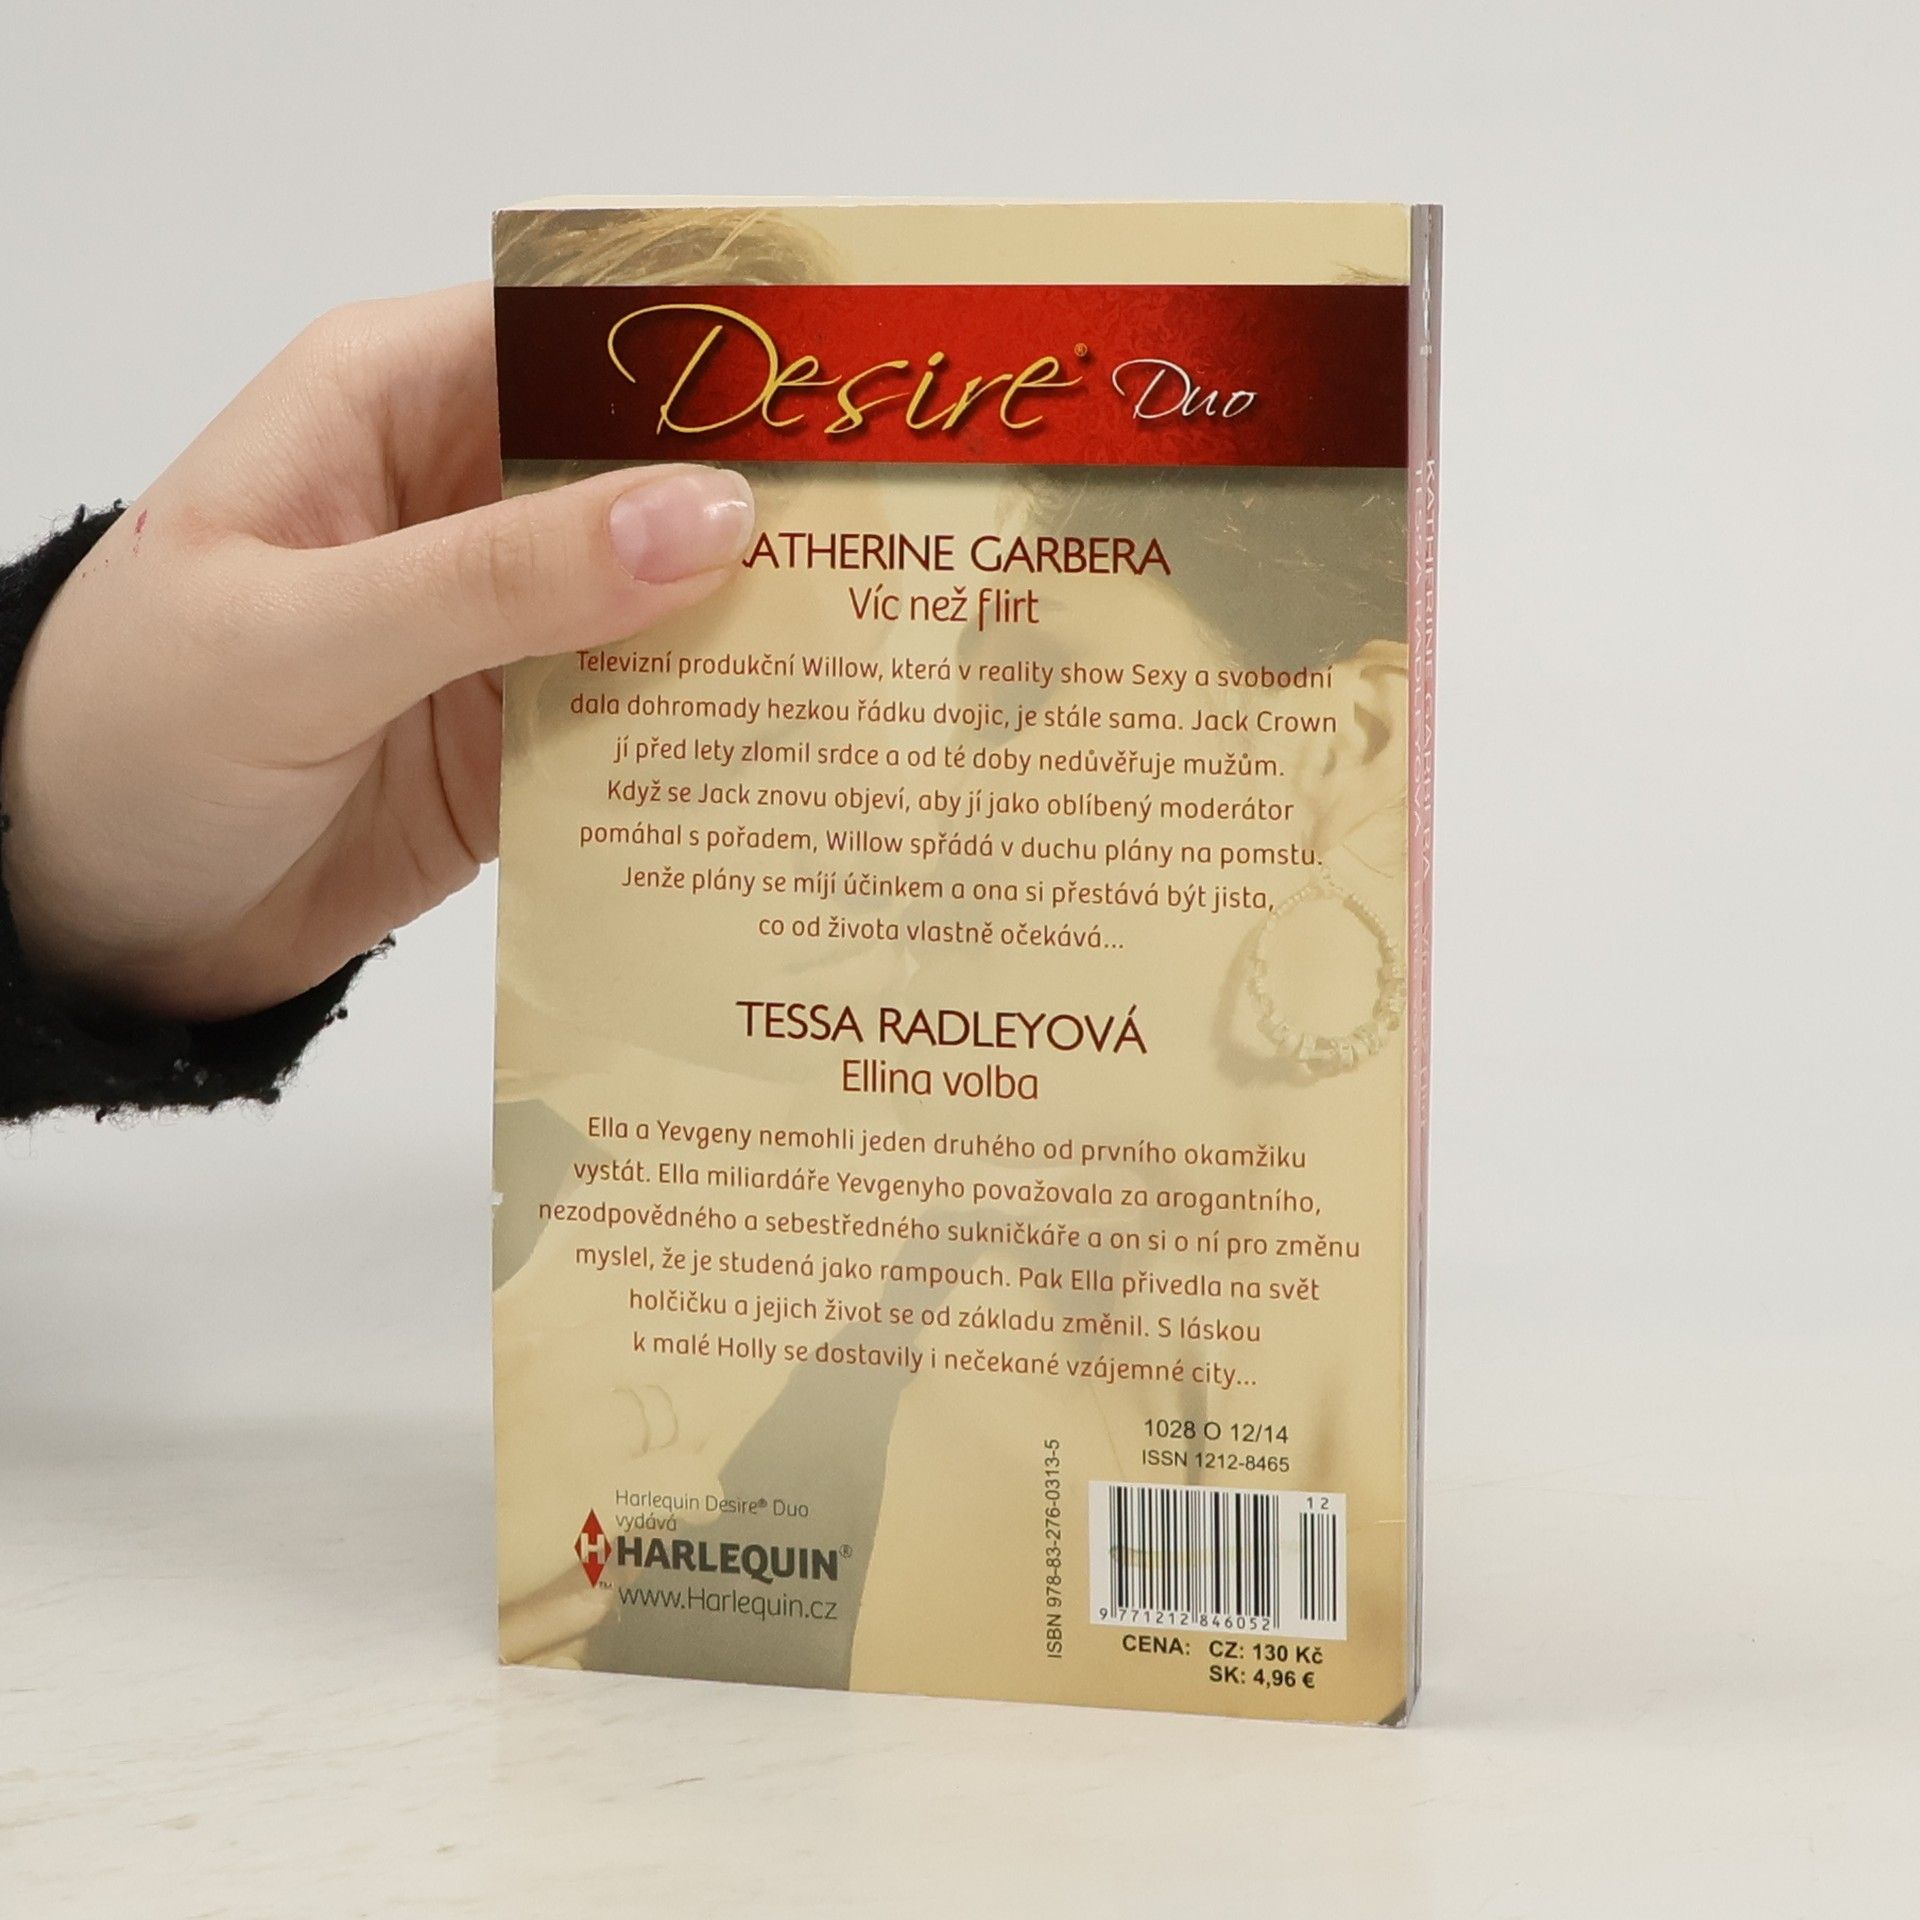 Desire® Duo
KATHERINE GARBERA
Víc než flirt
Televizní produkční Willow, která v reality show Sexy a svobodní
dala dohromady hezkou řádku dvojic, je stále sama. Jack Crown
jí před lety zlomil srdce a od té doby nedůvěřuje mužům.
Když se Jack znovu objeví, aby jí jako oblíbený moderátor
pomáhal s pořadem, Willow spřádá v duchu plány na pomstu.
Jenže plány se míjí účinkem a ona si přestává být jista,
co od života vlastně očekává...
TESSA RADLEYOVÁ
Ellina volba
Ella a Yevgeny nemohli jeden druhého od prvního okamžiku
vystát. Ella miliardáře Yevgenyho považovala za arogantního,
nezodpovědného a sebestředného sukničkáře a on si o ní pro změnu
myslel, že je studená jako rampouch. Pak Ella přivedla na svět
holčičku a jejich život se od základu změnil. S láskou
k malé Holly se dostavily i nečekané vzájemné city...
1028 O 12/14
ISSN 1212-8465
ISBN 978-83-276-0313-5
12
9 771212 846052
CENA: CZ: 130 Kč
SK: 4,96 €
Harlequin Desire® Duo
vydává
H HARLEQUIN®
™ www.Harlequin.cz
KATHERINE GARBERA
TESSA RADLEYOVÁ